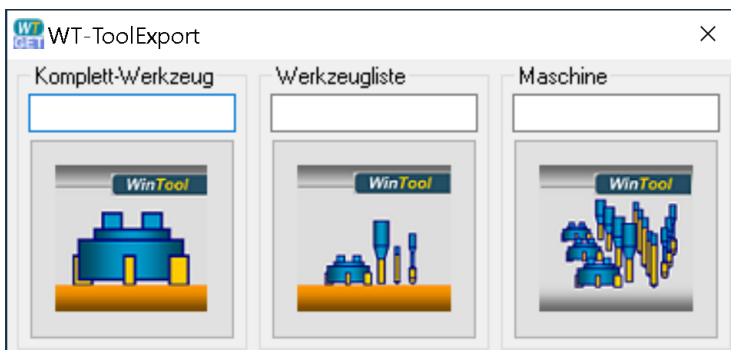 WT GET WT-ToolExport
Komplett-Werkzeug Werkzeugliste Maschine
WinTool WinTool WinTool